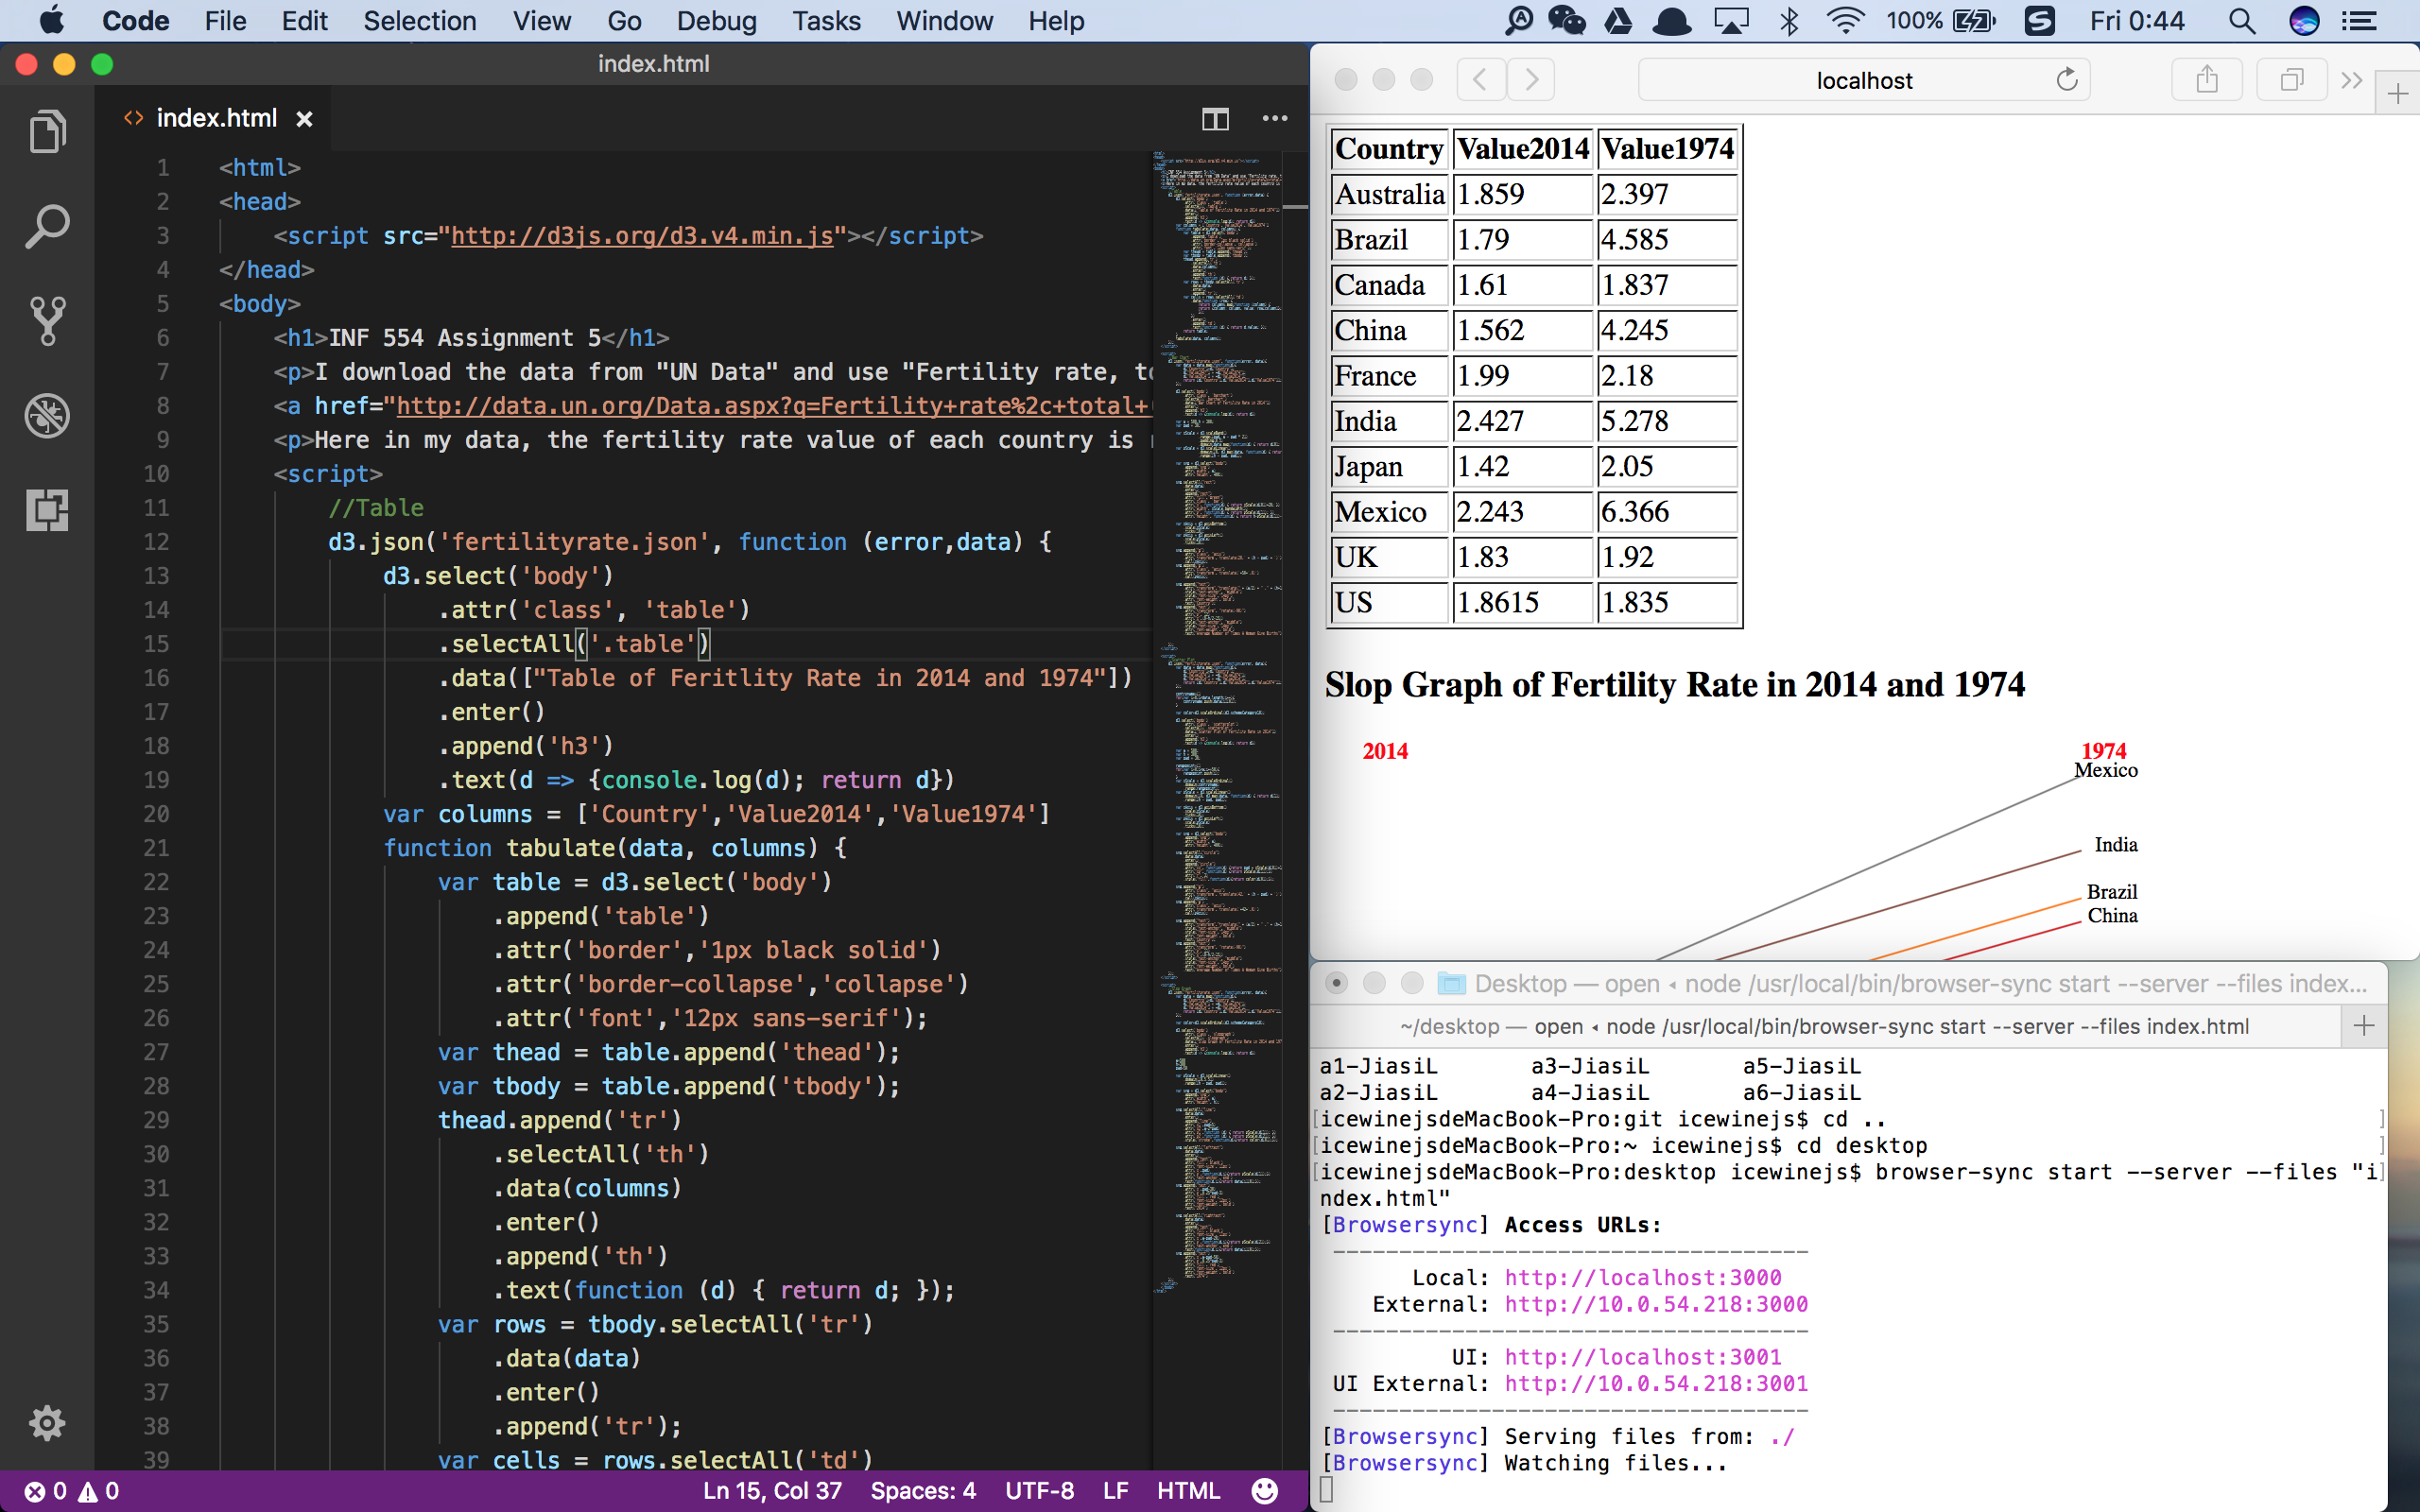 Code File Edit Selection View Go Debug Tasks Window Help 100% Fri 0:44
index.html
index.html
1 <html>
2 <head>
3 <script src="http://d3js.org/d3.v4.min.js"></script>
4 </head>
5 <body>
6 <h1>INF 554 Assignment 5</h1>
7 <p>I download the data from "UN Data" and use "Fertility rate, to
8 <a href="http://data.un.org/Data.aspx?q=Fertility+rate%2c+total+
9 <p>Here in my data, the fertility rate value of each country is
10 <script>
11 //Table
12 d3.json('fertilityrate.json', function (error,data) {
13 d3.select('body')
14 .attr('class', 'table')
15 .selectAll('.table')
16 .data(["Table of Feritlity Rate in 2014 and 1974"])
17 .enter()
18 .append('h3')
19 .text(d => {console.log(d); return d})
20 var columns = ['Country','Value2014','Value1974']
21 function tabulate(data, columns) {
22 var table = d3.select('body')
23 .append('table')
24 .attr('border','1px black solid')
25 .attr('border-collapse','collapse')
26 .attr('font','12px sans-serif');
27 var thead = table.append('thead');
28 var tbody = table.append('tbody');
29 thead.append('tr')
30 .selectAll('th')
31 .data(columns)
32 .enter()
33 .append('th')
34 .text(function (d) { return d; });
35 var rows = tbody.selectAll('tr')
36 .data(data)
37 .enter()
38 .append('tr');
39 var cells = rows.selectAll('td')
0 0 Ln 15, Col 37 Spaces: 4 UTF-8 LF HTML
localhost
Country Value2014 Value1974
Australia 1.859 2.397
Brazil 1.79 4.585
Canada 1.61 1.837
China 1.562 4.245
France 1.99 2.18
India 2.427 5.278
Japan 1.42 2.05
Mexico 2.243 6.366
UK 1.83 1.92
US 1.8615 1.835
Slop Graph of Fertility Rate in 2014 and 1974
2014 1974
Mexico
India
Brazil
China
Desktop — open ◂ node /usr/local/bin/browser-sync start --server --files index...
~/desktop — open ◂ node /usr/local/bin/browser-sync start --server --files index.html
a1-JiasiL a3-JiasiL a5-JiasiL
a2-JiasiL a4-JiasiL a6-JiasiL
[icewinejsdeMacBook-Pro:git icewinejs$ cd .. ]
[icewinejsdeMacBook-Pro:~ icewinejs$ cd desktop ]
[icewinejsdeMacBook-Pro:desktop icewinejs$ browser-sync start --server --files "i]
ndex.html"
[Browsersync] Access URLs:
------------------------------------
Local: http://localhost:3000
External: http://10.0.54.218:3000
------------------------------------
UI: http://localhost:3001
UI External: http://10.0.54.218:3001
------------------------------------
[Browsersync] Serving files from: ./
[Browsersync] Watching files...